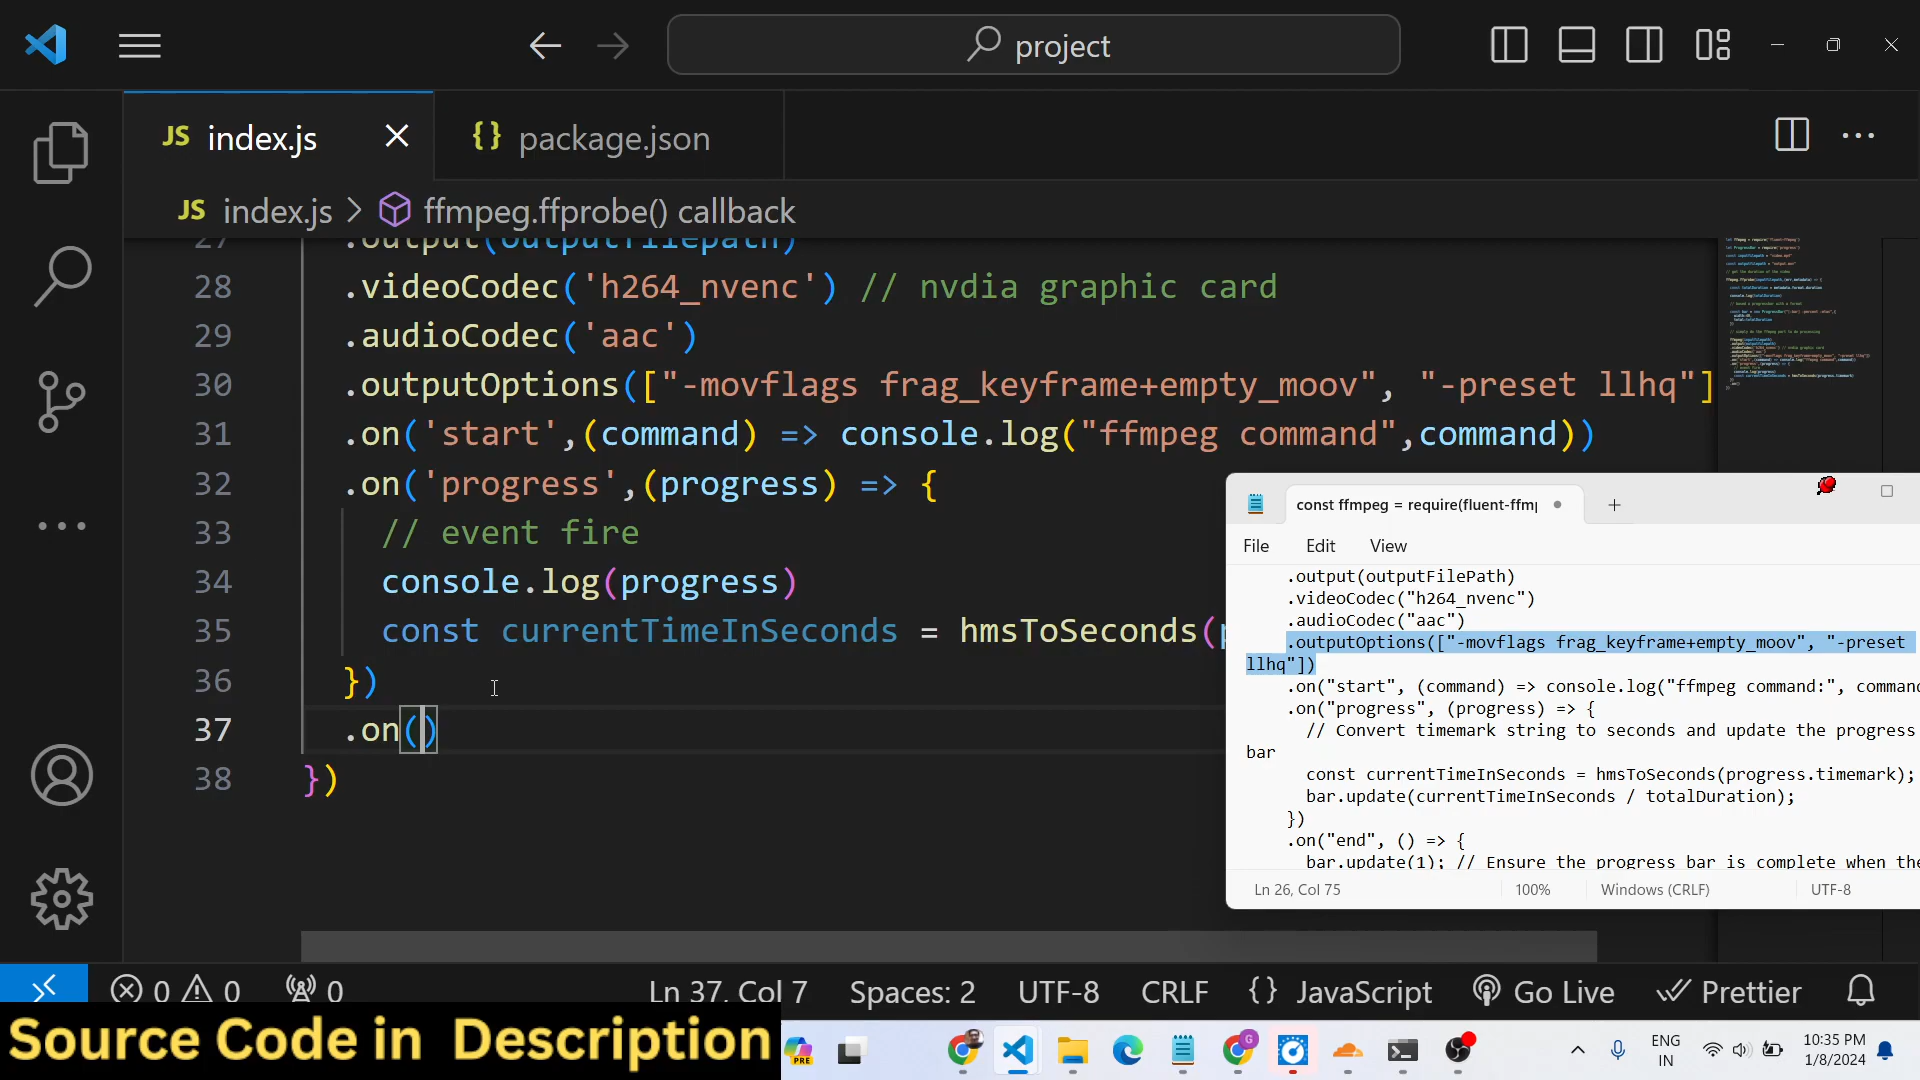 project
JS index.js
{} package.json
JS index.js > ffmpeg.ffprobe() callback
27 .output(outputfilepath)
28 .videoCodec('h264_nvenc') // nvdia graphic card
29 .audioCodec('aac')
30 .outputOptions(["-movflags frag_keyframe+empty_moov", "-preset llhq"]
31 .on('start',(command) => console.log("ffmpeg command",command))
32 .on('progress',(progress) => {
33 // event fire
34 console.log(progress)
35 const currentTimeInSeconds = hmsToSeconds(p
36 })
37 .on()
38 })
const ffmpeg = require(fluent-ffm
File Edit View
.output(outputFilePath)
.videoCodec("h264_nvenc")
.audioCodec("aac")
.outputOptions(["-movflags frag_keyframe+empty_moov", "-preset
llhq"])
.on("start", (command) => console.log("ffmpeg command:", comman
.on("progress", (progress) => {
// Convert timemark string to seconds and update the progress
bar
const currentTimeInSeconds = hmsToSeconds(progress.timemark);
bar.update(currentTimeInSeconds / totalDuration);
})
.on("end", () => {
bar.update(1); // Ensure the progress bar is complete when the
Ln 26, Col 75 100% Windows (CRLF) UTF-8
0 0 0 Ln 37, Col 7 Spaces: 2 UTF-8 CRLF {} JavaScript Go Live Prettier
Source Code in Description
PRE
G
ENG
IN
10:35 PM
1/8/2024